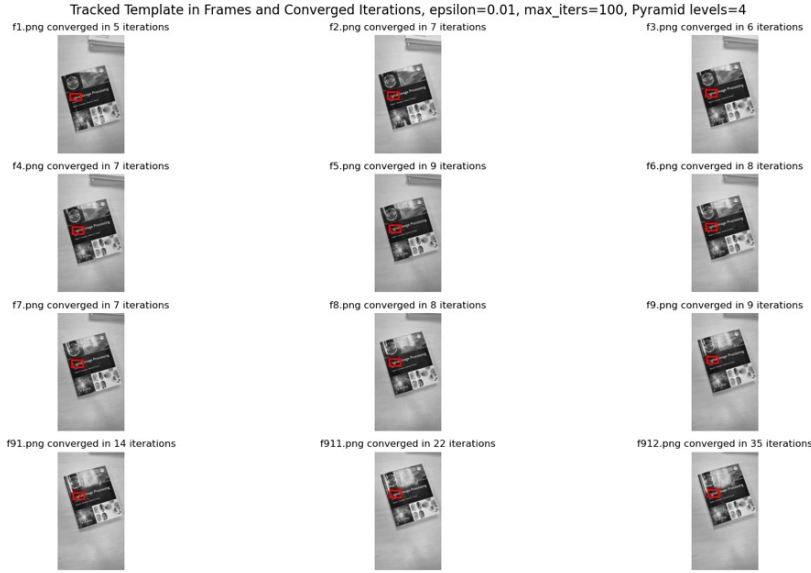 Tracked Template in Frames and Converged Iterations, epsilon=0.01, max_iters=100, Pyramid levels=4
f1.png converged in 5 iterations
f2.png converged in 7 iterations
f3.png converged in 6 iterations
f4.png converged in 7 iterations
f5.png converged in 9 iterations
f6.png converged in 8 iterations
f7.png converged in 7 iterations
f8.png converged in 8 iterations
f9.png converged in 9 iterations
f91.png converged in 14 iterations
f911.png converged in 22 iterations
f912.png converged in 35 iterations